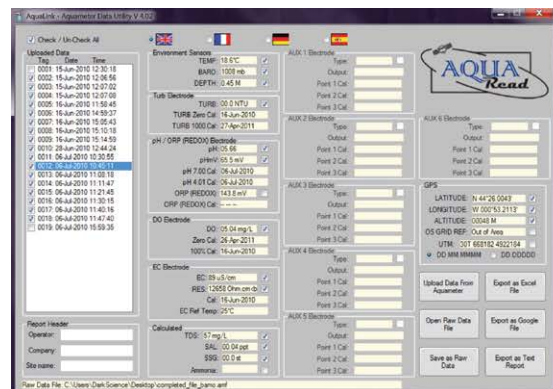 AquaLink - Aquameter Data Utility V 4.02
Check / Un-Check All
Uploaded Data
Tag Date Time
0001: 15-Jun-2010 12:30:18
0002: 15-Jun-2010 12:06:56
0003: 15-Jun-2010 12:07:02
0004: 15-Jun-2010 12:07:08
0005: 16-Jun-2010 11:58:45
0006: 16-Jun-2010 14:59:37
0007: 16-Jun-2010 15:05:43
0008: 16-Jun-2010 15:10:18
0009: 16-Jun-2010 15:14:59
0010: 28-Jun-2010 12:44:24
0011: 06-Jul-2010 10:30:55
0012: 06-Jul-2010 10:45:11
0013: 06-Jul-2010 11:08:18
0014: 06-Jul-2010 11:11:47
0015: 06-Jul-2010 11:21:45
0016: 06-Jul-2010 11:30:15
0017: 06-Jul-2010 11:40:16
0018: 06-Jul-2010 11:47:40
0019: 06-Jul-2010 15:59:35
Report Header
Operator:
Company:
Site name:
Environment Sensors
TEMP: 18.6°C
BARO: 1008 mb
DEPTH: 0.45 M
Turb Electrode
TURB: 00.0 NTU
TURB Zero Cal: 16-Jun-2010
TURB 1000 Cal: 27-Apr-2011
pH / ORP (REDOX) Electrode
pH: 05.66
pHmV: 65.5 mV
pH 7.00 Cal: 06-Jul-2010
pH 4.01 Cal: 06-Jul-2010
ORP (REDOX): 143.8 mV
ORP (REDOX) Cal: -- --- --
DO Electrode
DO: 05.04 mg/L
Zero Cal: 26-Apr-2011
100% Cal: 16-Jun-2010
EC Electrode
EC: 89 uS/cm
RES: 12658 Ohm.cm
Cal: 16-Jun-2010
EC Ref Temp: 25°C
Calculated
TDS: 57 mg/L
SAL: 00.04 ppt
SSG: 00.0 st
Ammonia:
AUX 1 Electrode
Type:
Output:
Point 1 Cal:
Point 2 Cal:
Point 3 Cal:
AUX 2 Electrode
Type:
Output:
Point 1 Cal:
Point 2 Cal:
Point 3 Cal:
AUX 3 Electrode
Type:
Output:
Point 1 Cal:
Point 2 Cal:
Point 3 Cal:
AUX 4 Electrode
Type:
Output:
Point 1 Cal:
Point 2 Cal:
Point 3 Cal:
AUX 5 Electrode
Type:
Output:
Point 1 Cal:
Point 2 Cal:
Point 3 Cal:
AQUA
Read
AUX 6 Electrode
Type:
Output:
Point 1 Cal:
Point 2 Cal:
Point 3 Cal:
GPS
LATITUDE: N 44°26.0043'
LONGITUDE: W 000°53.2113'
ALTITUDE: 00048 M
OS GRID REF: Out of Area
UTM: 30T 668182 4922184
DD MM.MMMM DD.DDDDD
Upload Data From Aquameter
Export as Excel File
Open Raw Data File
Export as Google File
Save as Raw Data
Export as Text Report
Raw Data File: C:\Users\DarkScience\Desktop\completed_file_bamo.amf